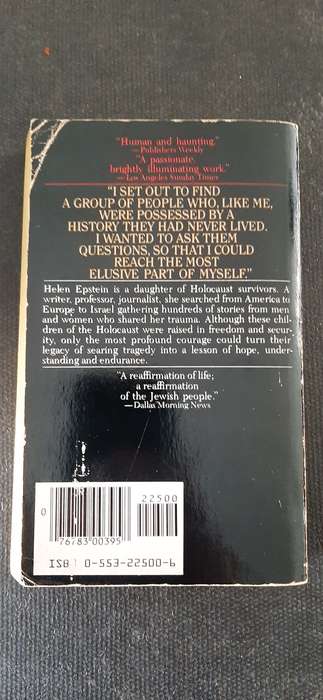 "Human and haunting."
—Publishers Weekly
"A passionate,
brightly illuminating work."
—Los Angeles Sunday Times
"I SET OUT TO FIND
A GROUP OF PEOPLE WHO, LIKE ME,
WERE POSSESSED BY A
HISTORY THEY HAD NEVER LIVED.
I WANTED TO ASK THEM
QUESTIONS, SO THAT I COULD
REACH THE MOST
ELUSIVE PART OF MYSELF."
Helen Epstein is a daughter of Holocaust survivors. A
writer, professor, journalist, she searched from America to
Europe to Israel gathering hundreds of stories from men
and women who shared her trauma. Although these chil-
dren of the Holocaust were raised in freedom and secur-
ity, only the most profound courage could turn their
legacy of searing tragedy into a lesson of hope, under-
standing and endurance.
"A reaffirmation of life;
a reaffirmation
of the Jewish people."
—Dallas Morning News
22500
0 76783 00395
ISB 0-553-22500-6